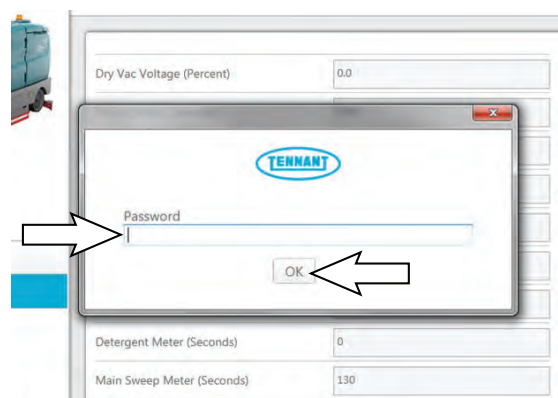 Dry Vac Voltage (Percent) 0.0
x
TENNANT
Password
OK
Detergent Meter (Seconds) 0
Main Sweep Meter (Seconds) 130